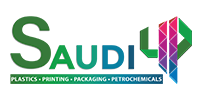 SAUDI 4P
PLASTICS • PRINTING • PACKAGING • PETROCHEMICALS